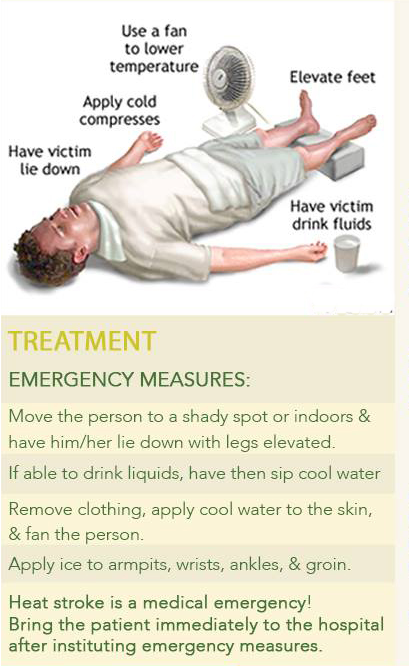 Use a fan
to lower
temperature
Elevate feet
Apply cold
compresses
Have victim
lie down
Have victim
drink fluids
TREATMENT
EMERGENCY MEASURES:
Move the person to a shady spot or indoors &
have him/her lie down with legs elevated.
If able to drink liquids, have then sip cool water
Remove clothing, apply cool water to the skin,
& fan the person.
Apply ice to armpits, wrists, ankles, & groin.
Heat stroke is a medical emergency!
Bring the patient immediately to the hospital
after instituting emergency measures.